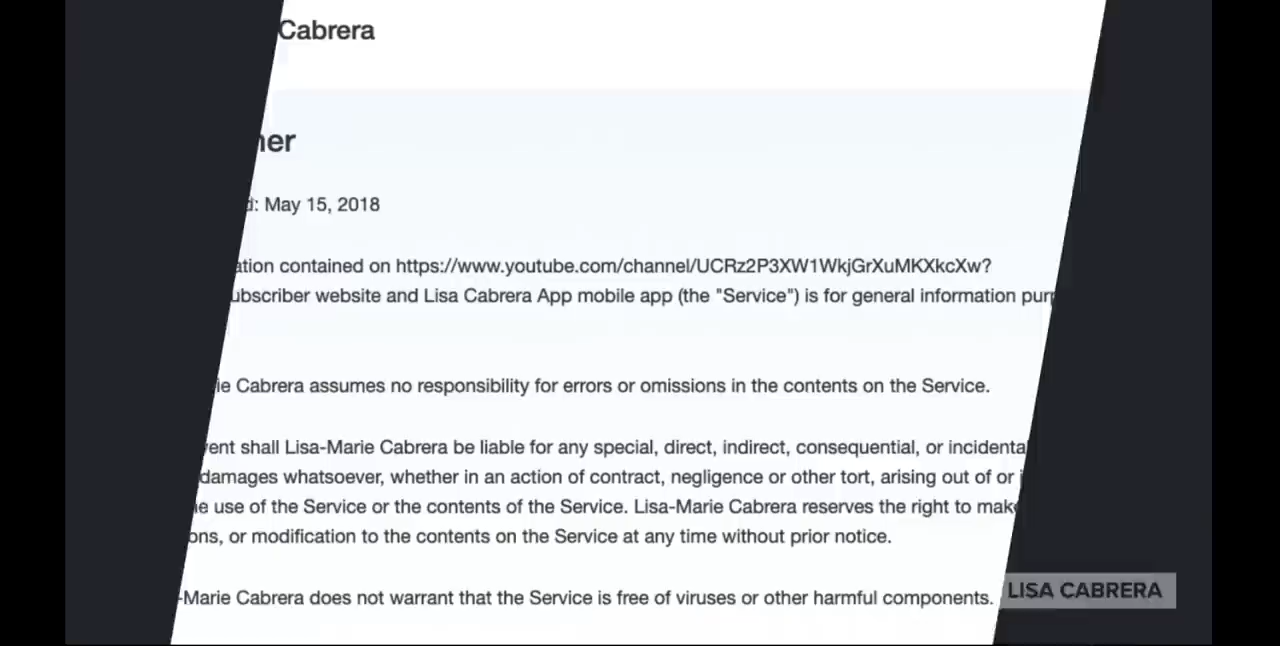 Cabrera
ner
d: May 15, 2018
ation contained on https://www.youtube.com/channel/UCRz2P3XW1WkjGrXuMKXkcXw?
ubscriber website and Lisa Cabrera App mobile app (the "Service") is for general information purp
ie Cabrera assumes no responsibility for errors or omissions in the contents on the Service.
vent shall Lisa-Marie Cabrera be liable for any special, direct, indirect, consequential, or incidental
damages whatsoever, whether in an action of contract, negligence or other tort, arising out of or i
e use of the Service or the contents of the Service. Lisa-Marie Cabrera reserves the right to make
ons, or modification to the contents on the Service at any time without prior notice.
-Marie Cabrera does not warrant that the Service is free of viruses or other harmful components.
LISA CABRERA